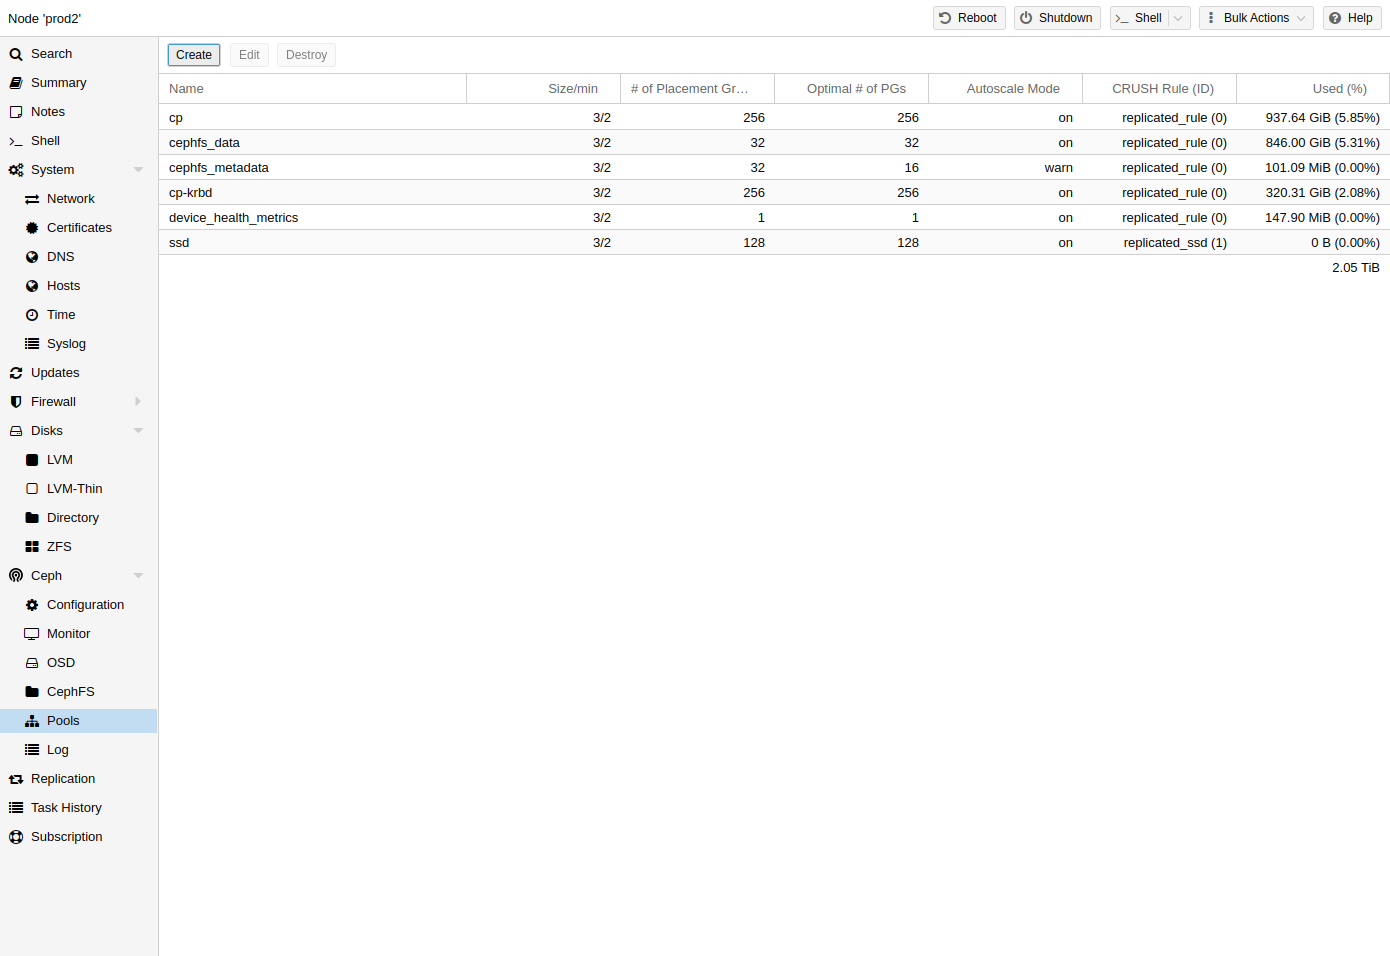 Node 'prod2'
Reboot
Shutdown
Shell
Bulk Actions
Help
Search
Summary
Notes
Shell
System
Network
Certificates
DNS
Hosts
Time
Syslog
Updates
Firewall
Disks
LVM
LVM-Thin
Directory
ZFS
Ceph
Configuration
Monitor
OSD
CephFS
Pools
Log
Replication
Task History
Subscription
Create Edit Destroy
Name Size/min # of Placement Gr… Optimal # of PGs Autoscale Mode CRUSH Rule (ID) Used (%)
cp 3/2 256 256 on replicated_rule (0) 937.64 GiB (5.85%)
cephfs_data 3/2 32 32 on replicated_rule (0) 846.00 GiB (5.31%)
cephfs_metadata 3/2 32 16 warn replicated_rule (0) 101.09 MiB (0.00%)
cp-krbd 3/2 256 256 on replicated_rule (0) 320.31 GiB (2.08%)
device_health_metrics 3/2 1 1 on replicated_rule (0) 147.90 MiB (0.00%)
ssd 3/2 128 128 on replicated_ssd (1) 0 B (0.00%)
2.05 TiB